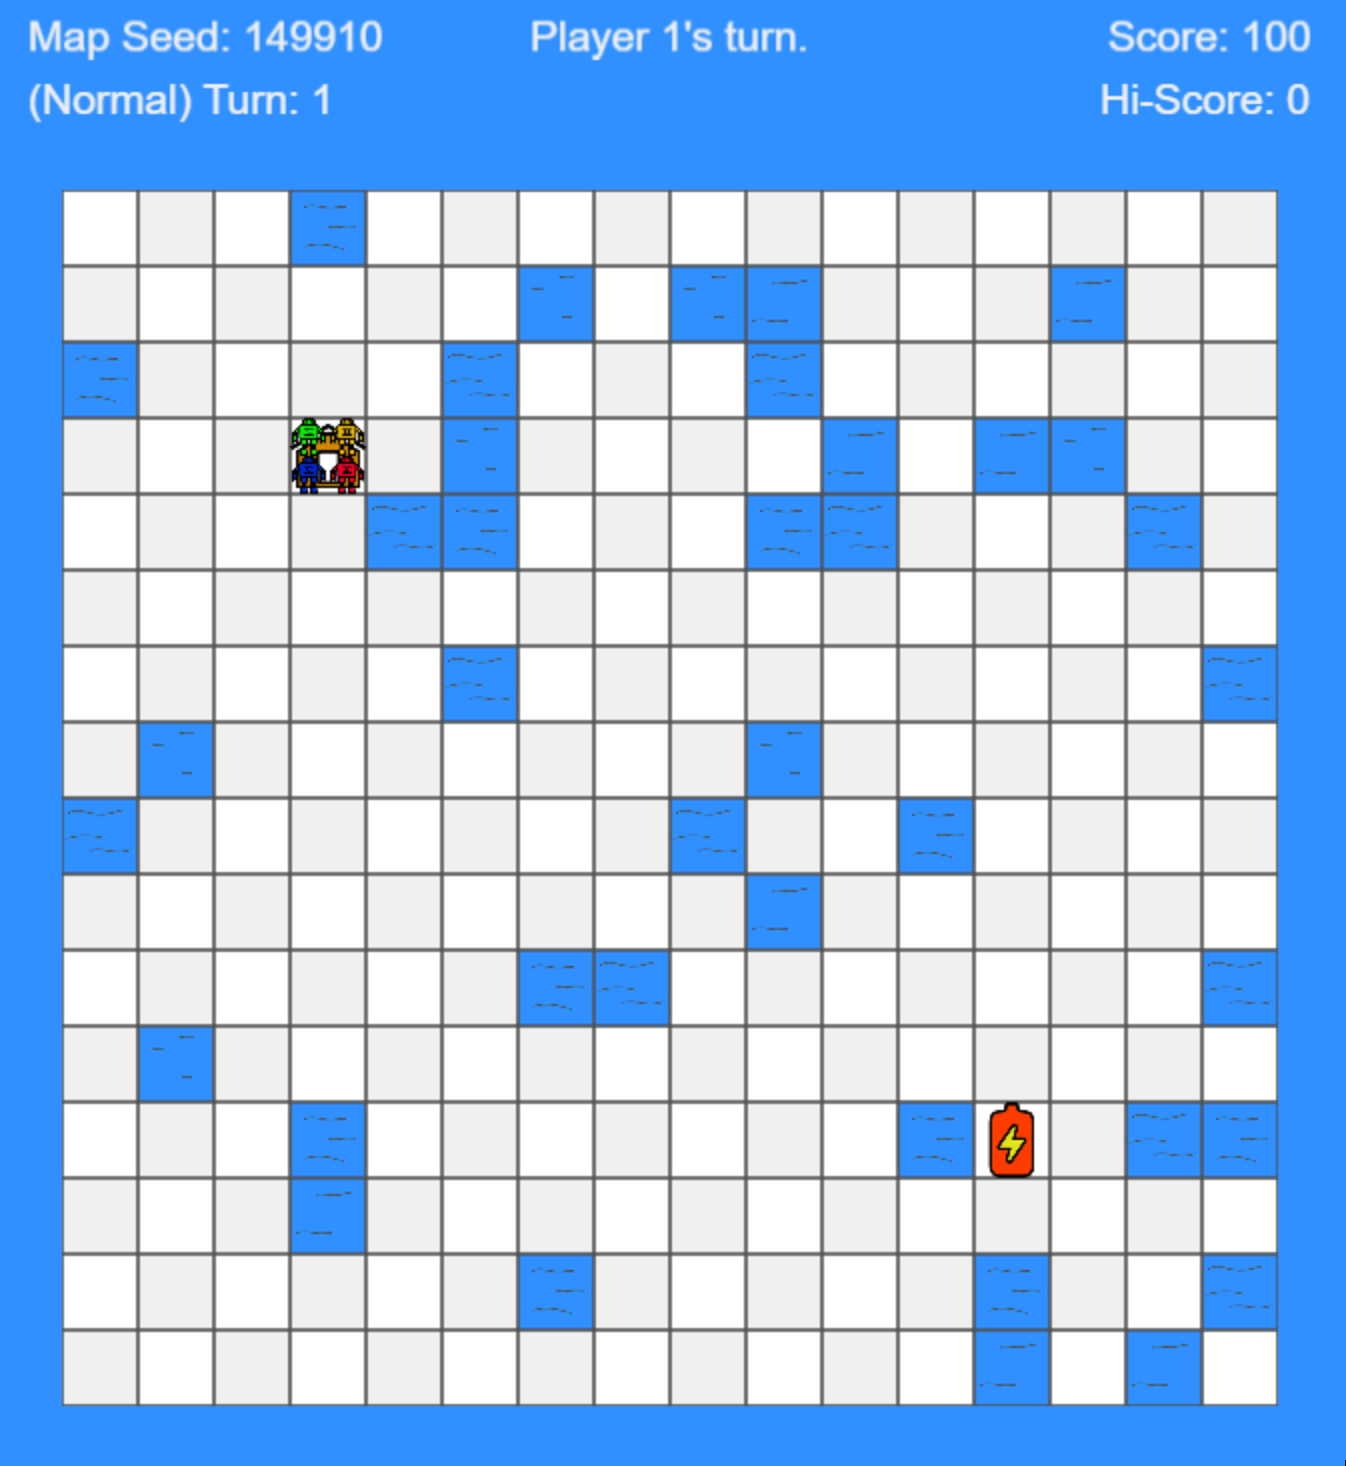 Map Seed: 149910
Player 1's turn.
Score: 100
(Normal) Turn: 1
Hi-Score: 0